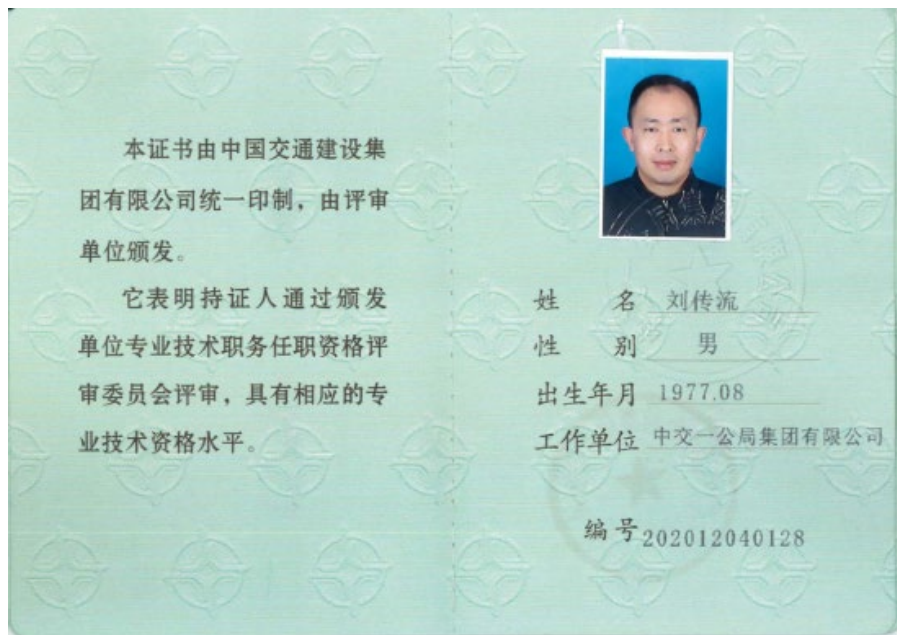 本证书由中国交通建设集
团有限公司统一印制，由评审
单位颁发。
它表明持证人通过颁发
单位专业技术职务任职资格评
审委员会评审，具有相应的专
业技术资格水平。
姓 名 刘传流
性 别 男
出生年月 1977.08
工作单位 中交一公局集团有限公司
编号 202012040128